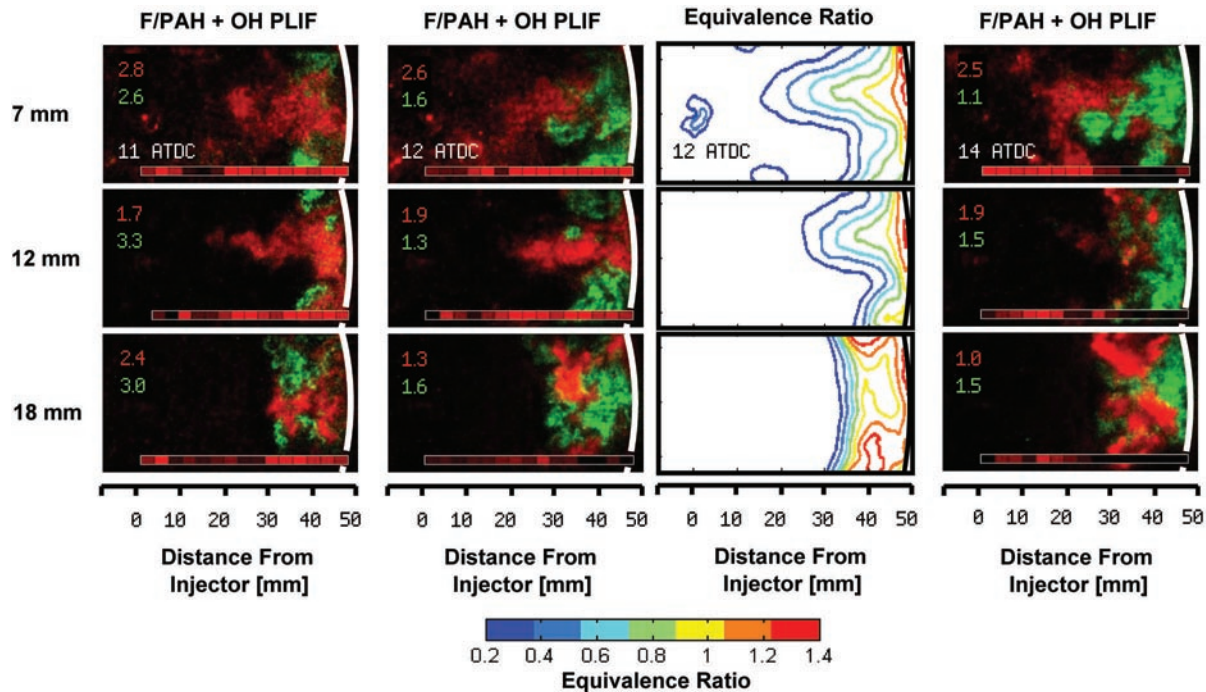 F/PAH + OH PLIF
F/PAH + OH PLIF
Equivalence Ratio
F/PAH + OH PLIF
7 mm
2.8
2.6
11 ATDC
2.6
1.6
12 ATDC
12 ATDC
2.5
1.1
14 ATDC
12 mm
1.7
3.3
1.9
1.3
1.9
1.5
18 mm
2.4
3.0
1.3
1.6
1.0
1.5
0 10 20 30 40 50
0 10 20 30 40 50
0 10 20 30 40 50
0 10 20 30 40 50
Distance From
Injector [mm]
Distance From
Injector [mm]
Distance From
Injector [mm]
Distance From
Injector [mm]
0.2 0.4 0.6 0.8 1 1.2 1.4
Equivalence Ratio